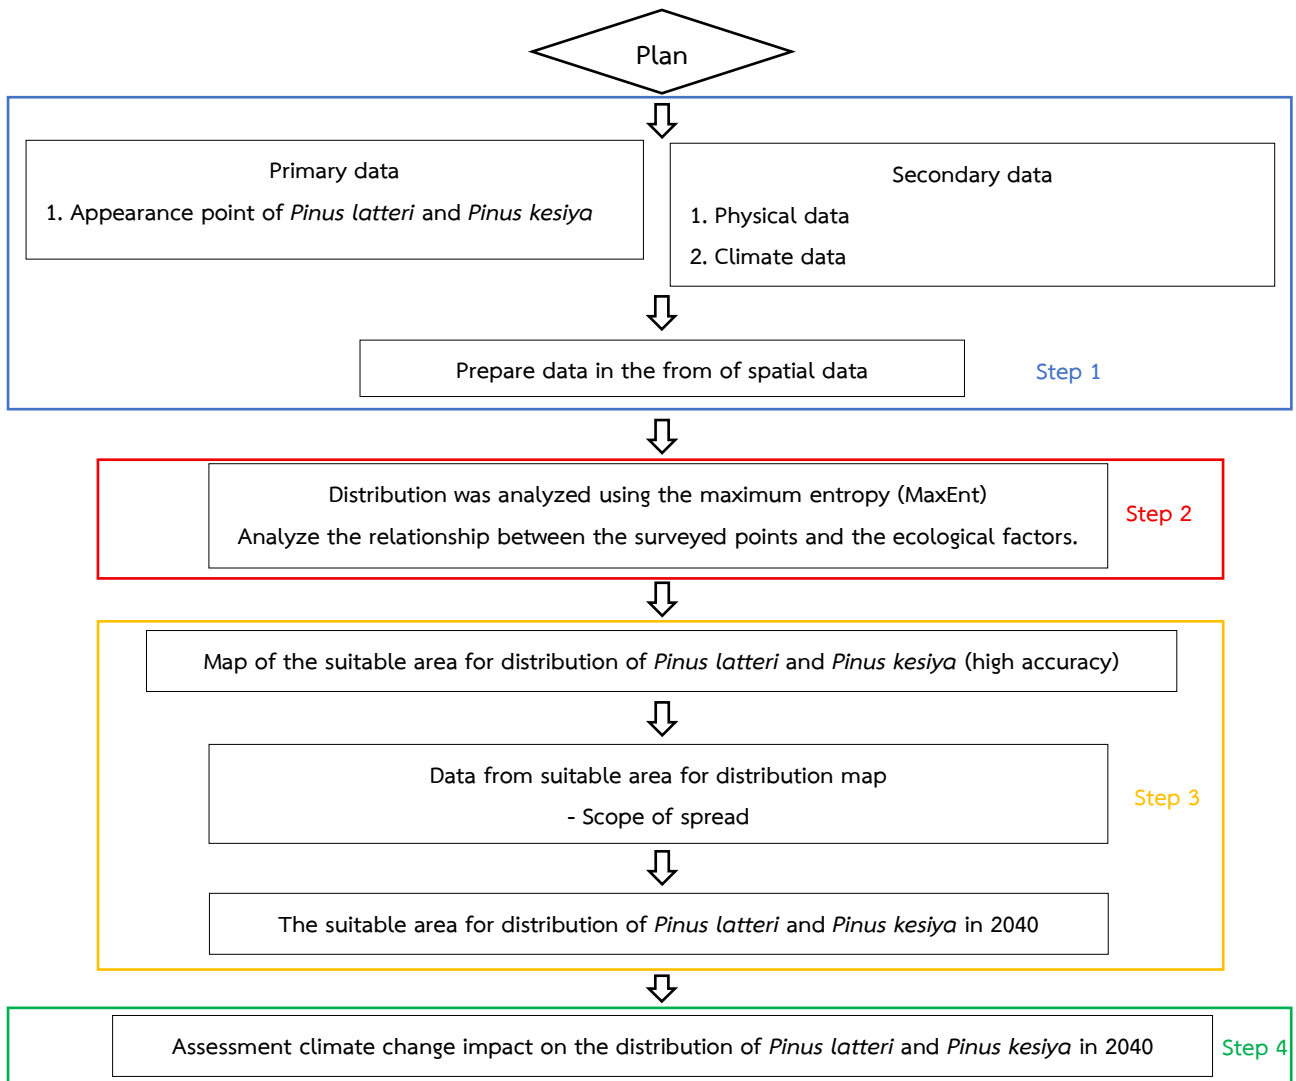 Plan
Primary data
1. Appearance point of Pinus latteri and Pinus kesiya
Secondary data
1. Physical data
2. Climate data
Prepare data in the from of spatial data
Step 1
Distribution was analyzed using the maximum entropy (MaxEnt)
Analyze the relationship between the surveyed points and the ecological factors.
Step 2
Map of the suitable area for distribution of Pinus latteri and Pinus kesiya (high accuracy)
Data from suitable area for distribution map
- Scope of spread
Step 3
The suitable area for distribution of Pinus latteri and Pinus kesiya in 2040
Assessment climate change impact on the distribution of Pinus latteri and Pinus kesiya in 2040
Step 4